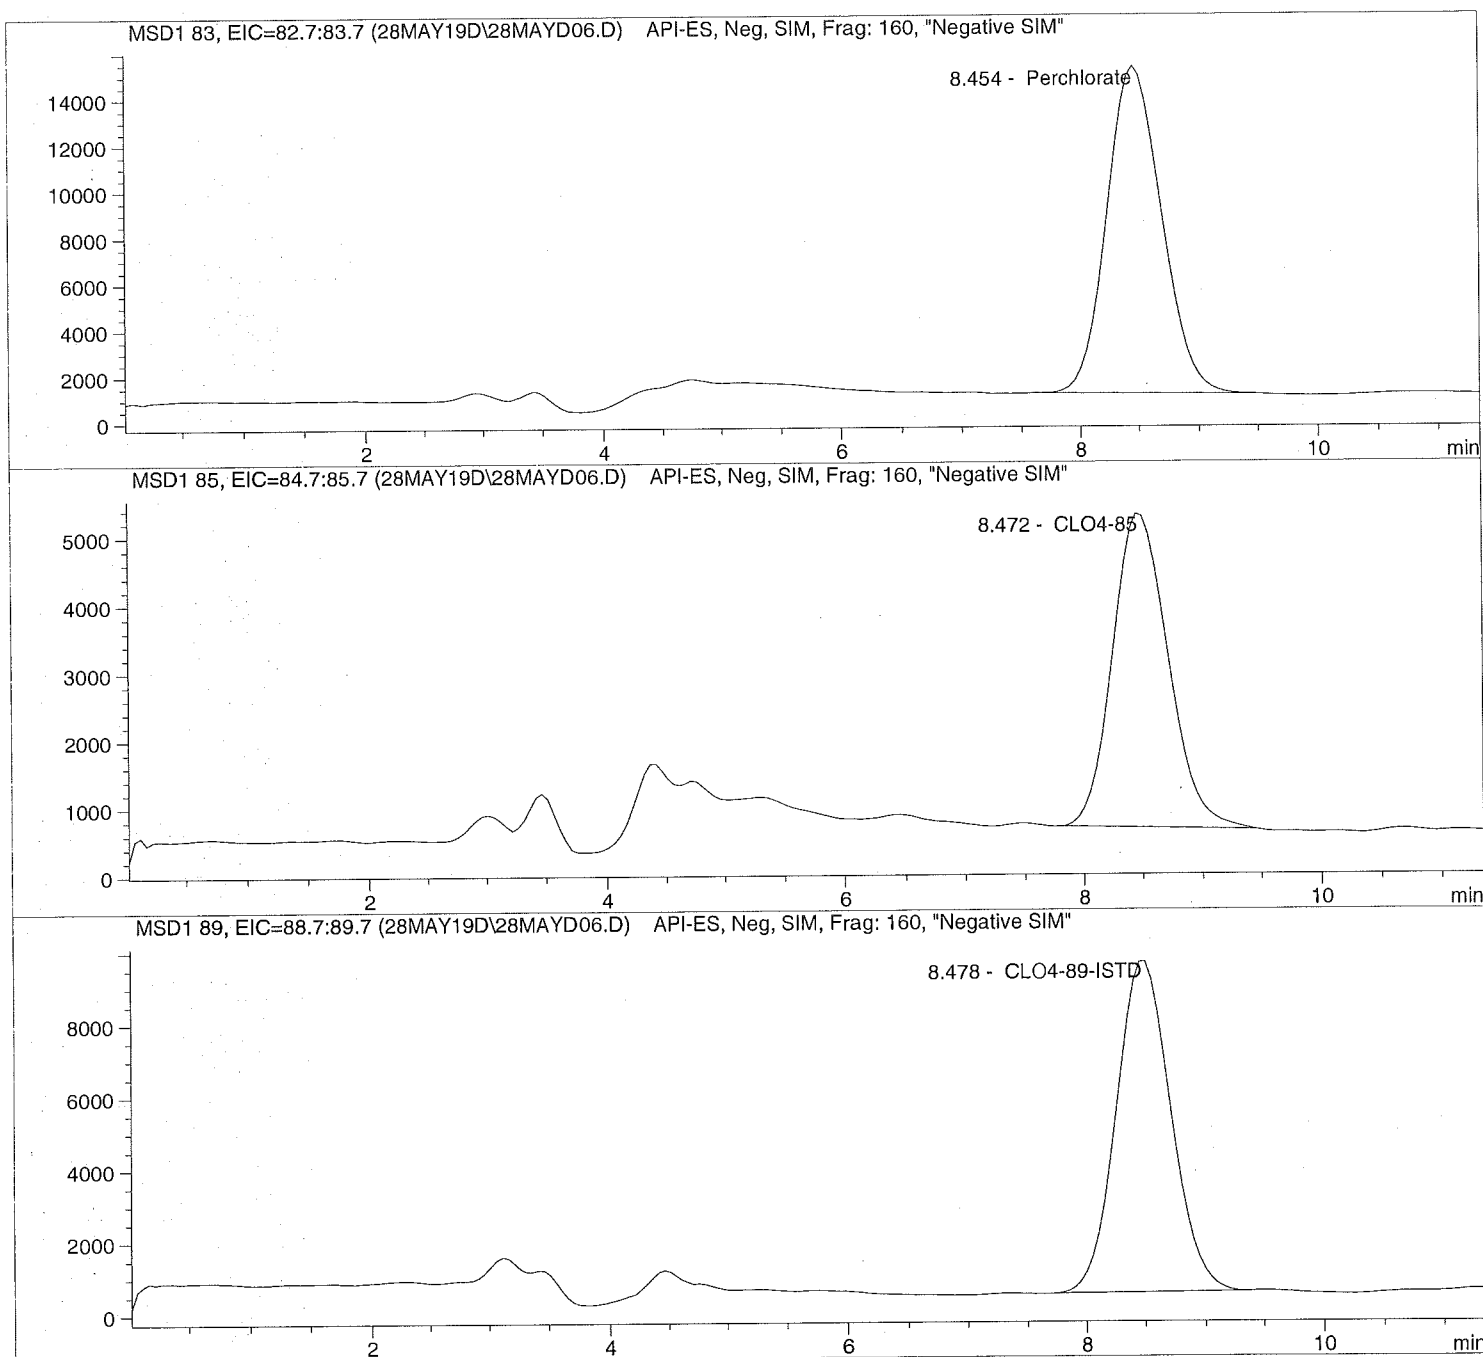 MSD1 83, EIC=82.7:83.7 (28MAY19D\28MAYD06.D) API-ES, Neg, SIM, Frag: 160, "Negative SIM"
8.454 - Perchlorate
14000
12000
10000
8000
6000
4000
2000
0
2 4 6 8 10 min
MSD1 85, EIC=84.7:85.7 (28MAY19D\28MAYD06.D) API-ES, Neg, SIM, Frag: 160, "Negative SIM"
8.472 - CLO4-85
5000
4000
3000
2000
1000
0
2 4 6 8 10 min
MSD1 89, EIC=88.7:89.7 (28MAY19D\28MAYD06.D) API-ES, Neg, SIM, Frag: 160, "Negative SIM"
8.478 - CLO4-89-ISTD
8000
6000
4000
2000
0
2 4 6 8 10 min